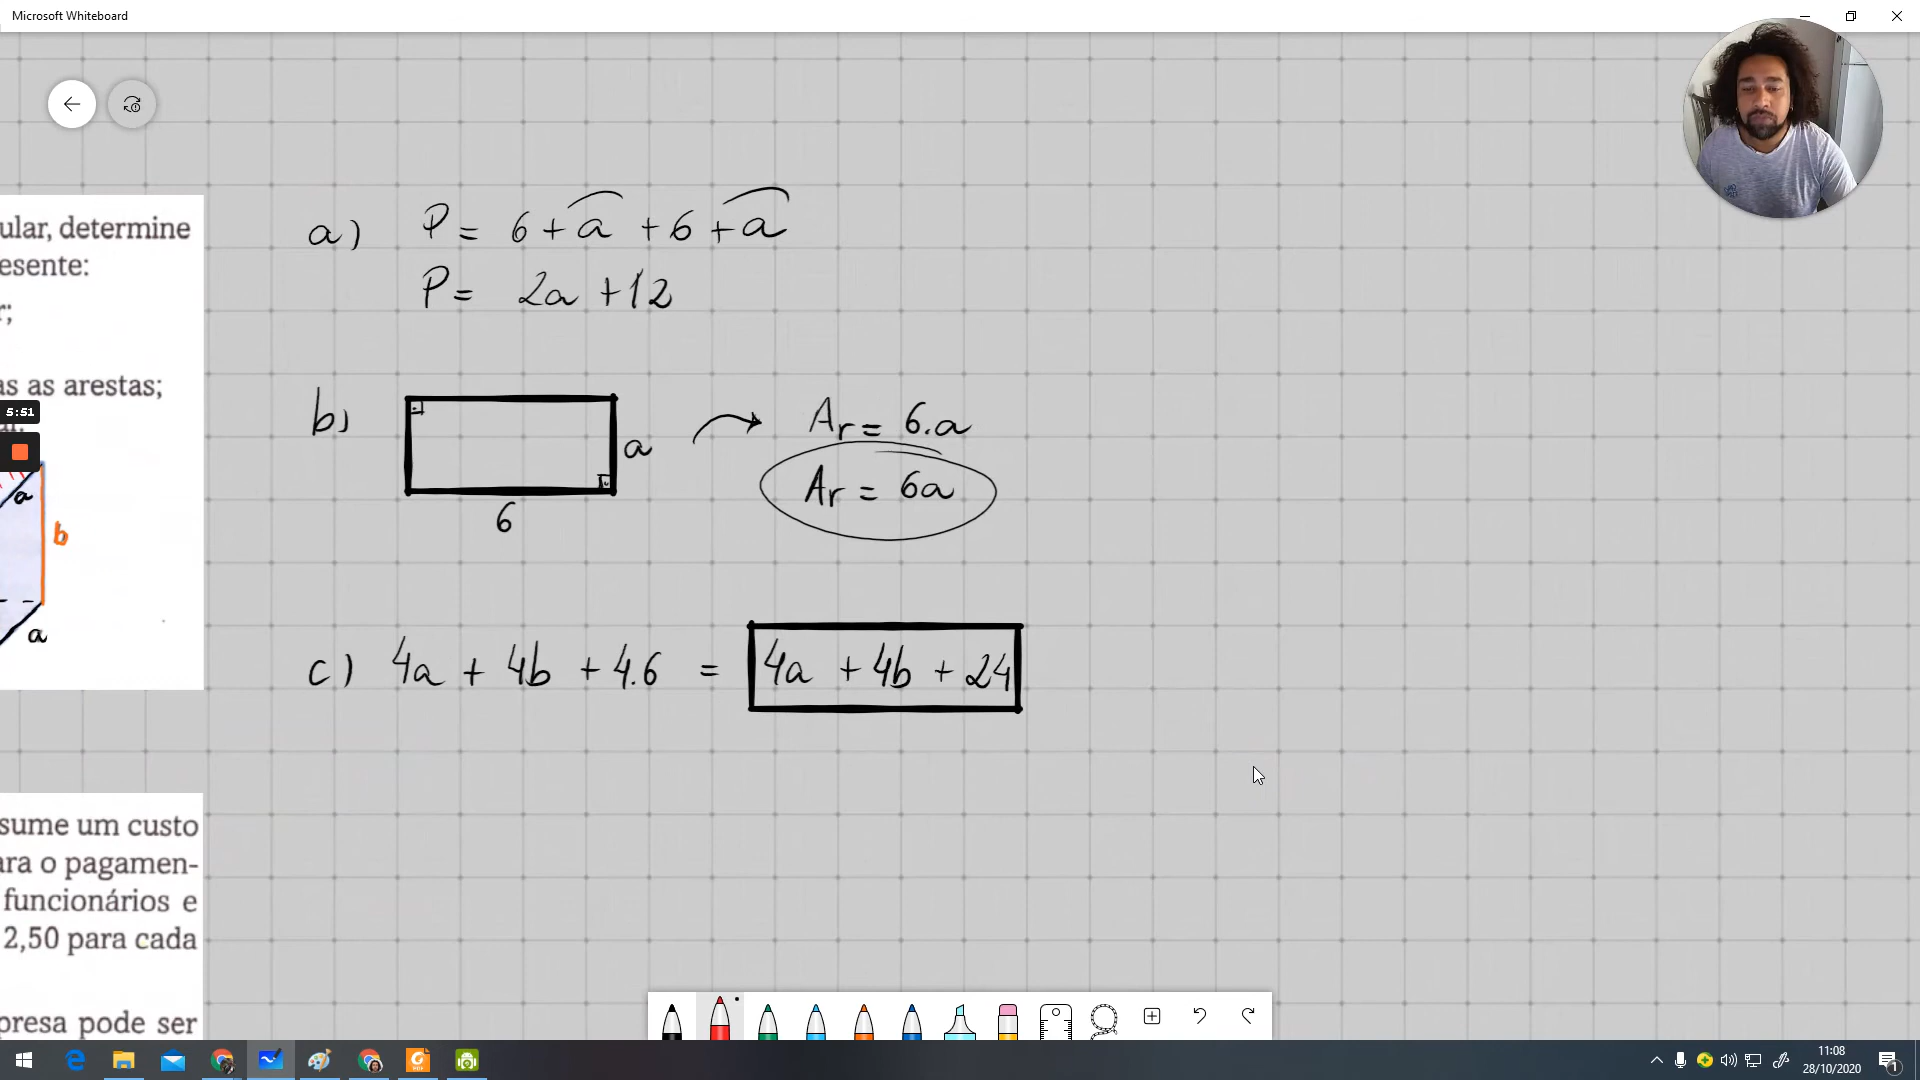 Microsoft Whiteboard
ular, determine
esente:
r;
as as arestas;
5:51
a
b
a
sume um custo
ara o pagamen-
funcionários e
2,50 para cada
presa pode ser
a) P = 6 + a + 6 + a
P = 2a + 12
b) a
6
Ar = 6.a
Ar = 6a
c) 4a + 4b + 4.6 = 4a + 4b + 24
11:08
28/10/2020
1